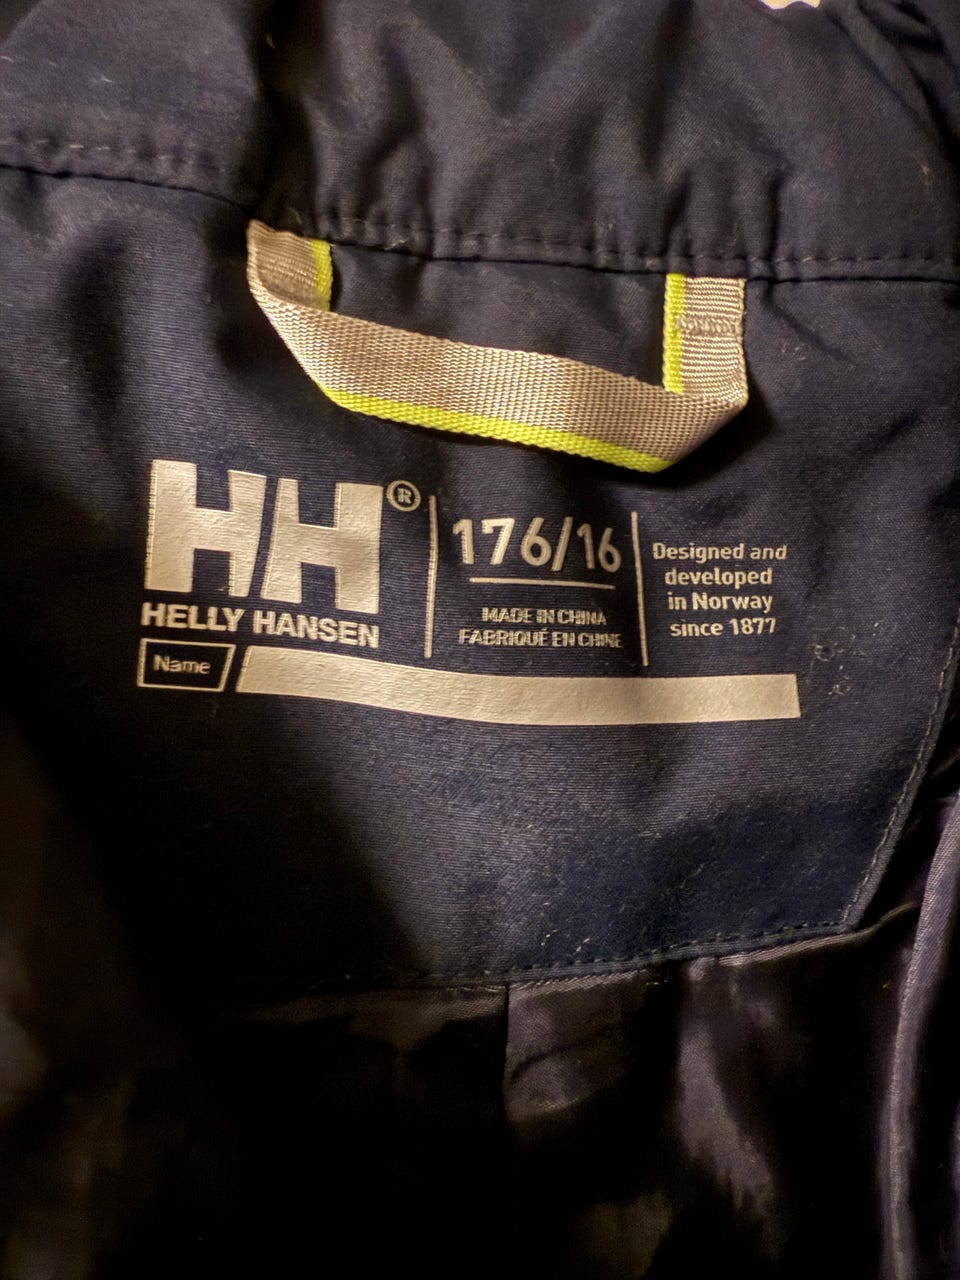 HH®
HELLY HANSEN
176/16
MADE IN CHINA
FABRIQUÉ EN CHINE
Designed and
developed
in Norway
since 1877
Name